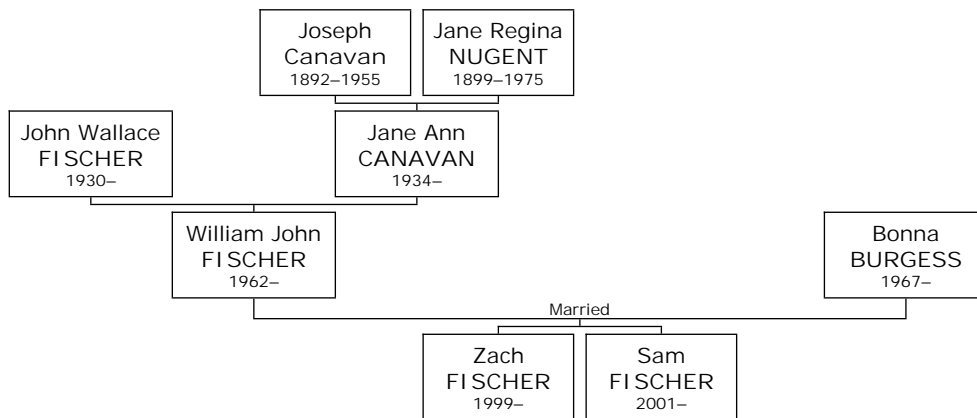 Joseph
Canavan
1892–1955
Jane Regina
NUGENT
1899–1975
John Wallace
FISCHER
1930–
Jane Ann
CANAVAN
1934–
William John
FISCHER
1962–
Bonna
BURGESS
1967–
Married
Zach
FISCHER
1999–
Sam
FISCHER
2001–